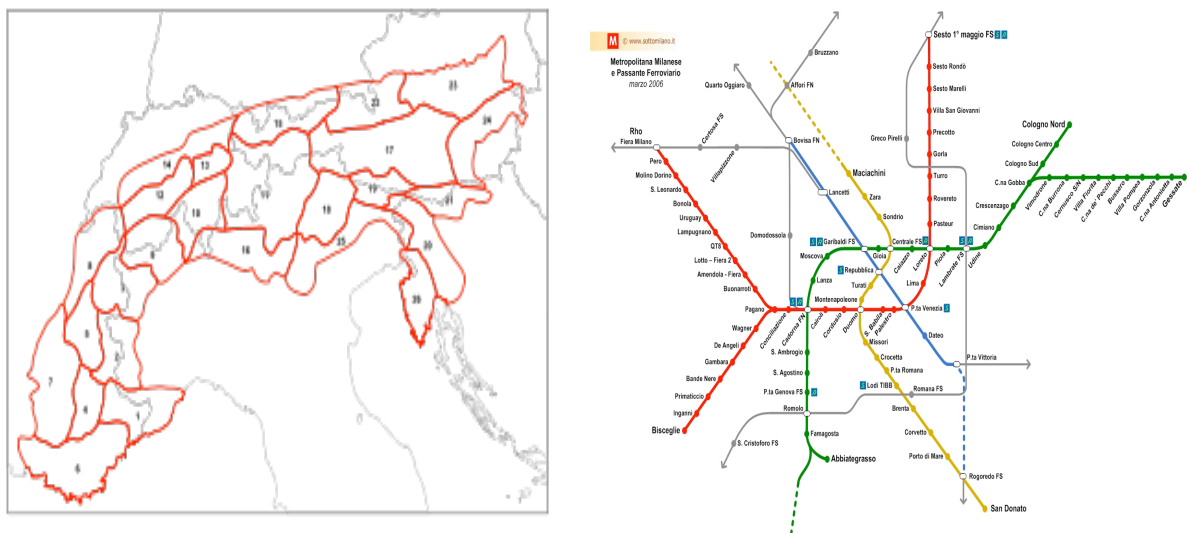 23
22
24
15
17
14
13
12
19
21
10
18
20
16
25
9
8
3
39
5
2
7
4
1
6
M © www.sottomilano.it
Metropolitana Milanese
e Passante Ferroviario
marzo 2006
Bruzzano
Affori FN
Quarto Oggiaro
Bovisa FN
Sesto 1° maggio FS
Sesto Rondò
Sesto Marelli
Villa San Giovanni
Precotto
Gorla
Turro
Rovereto
Pasteur
Greco Pirelli
Rho
Fiera Milano
Certosa FS
Villapizzone
Pero
Molino Dorino
S. Leonardo
Bonola
Uruguay
Lampugnano
QT8
Lotto – Fiera 2
Amendola - Fiera
Buonarroti
Pagano
Maciachini
Zara
Sondrio
Lancetti
Domodossola
Garibaldi FS
Centrale FS
Gioia
Caiazzo
Loreto
Piola
Lambrate FS
Udine
Cimiano
Crescenzago
C.na Gobba
Cologno Sud
Cologno Centro
Cologno Nord
Vimodrone
C.na Burrona
Cernusco S/N
Villa Fiorita
C.na de' Pecchi
Bussero
Villa Pompea
Gorgonzola
C.na Antonietta
Gessate
Moscova
Lanza
Repubblica
Turati
Montenapoleone
Lima
P.ta Venezia
Conciliazione
Cadorna FN
Cairoli
Cordusio
Duomo
S. Babila
Palestro
Wagner
De Angeli
Gambara
Bande Nere
Primaticcio
Inganni
Bisceglie
S. Ambrogio
S. Agostino
P.ta Genova FS
Romolo
S. Cristoforo FS
Famagosta
Abbiategrasso
Missori
Crocetta
P.ta Romana
Lodi TIBB
Romana FS
Brenta
Corvetto
Porto di Mare
Rogoredo FS
San Donato
Dateo
P.ta Vittoria